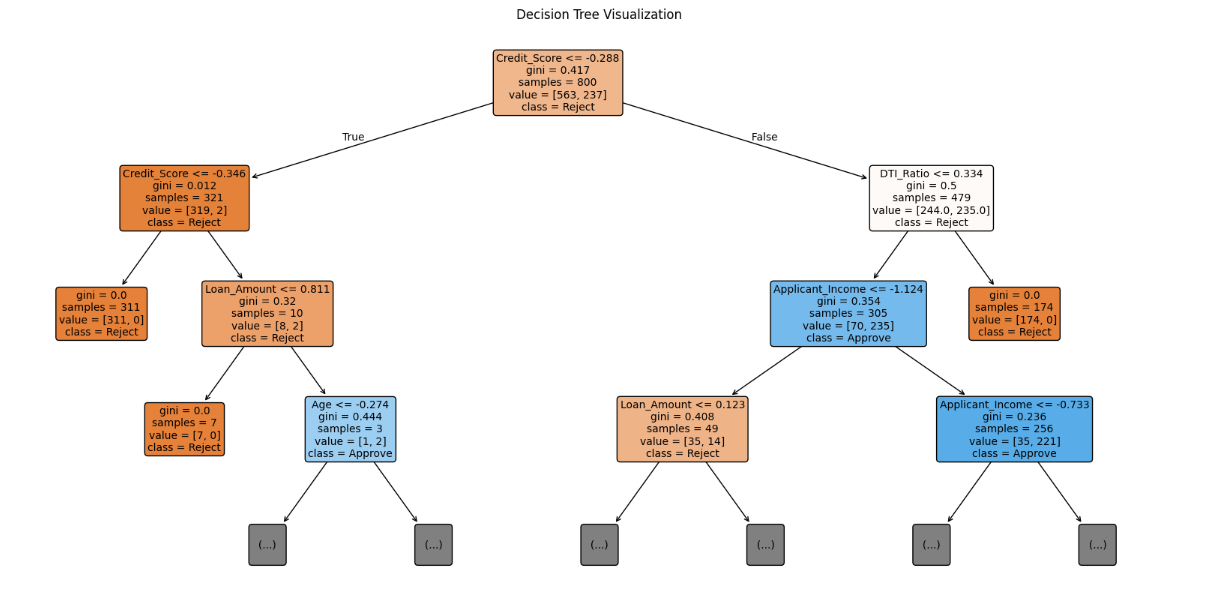 Decision Tree Visualization
Credit_Score <= -0.288
gini = 0.417
samples = 800
value = [563, 237]
class = Reject
True
False
Credit_Score <= -0.346
gini = 0.012
samples = 321
value = [319, 2]
class = Reject
DTI_Ratio <= 0.334
gini = 0.5
samples = 479
value = [244.0, 235.0]
class = Reject
gini = 0.0
samples = 311
value = [311, 0]
class = Reject
Loan_Amount <= 0.811
gini = 0.32
samples = 10
value = [8, 2]
class = Reject
Applicant_Income <= -1.124
gini = 0.354
samples = 305
value = [70, 235]
class = Approve
gini = 0.0
samples = 174
value = [174, 0]
class = Reject
gini = 0.0
samples = 7
value = [7, 0]
class = Reject
Age <= -0.274
gini = 0.444
samples = 3
value = [1, 2]
class = Approve
Loan_Amount <= 0.123
gini = 0.408
samples = 49
value = [35, 14]
class = Reject
Applicant_Income <= -0.733
gini = 0.236
samples = 256
value = [35, 221]
class = Approve
(...)
(...)
(...)
(...)
(...)
(...)